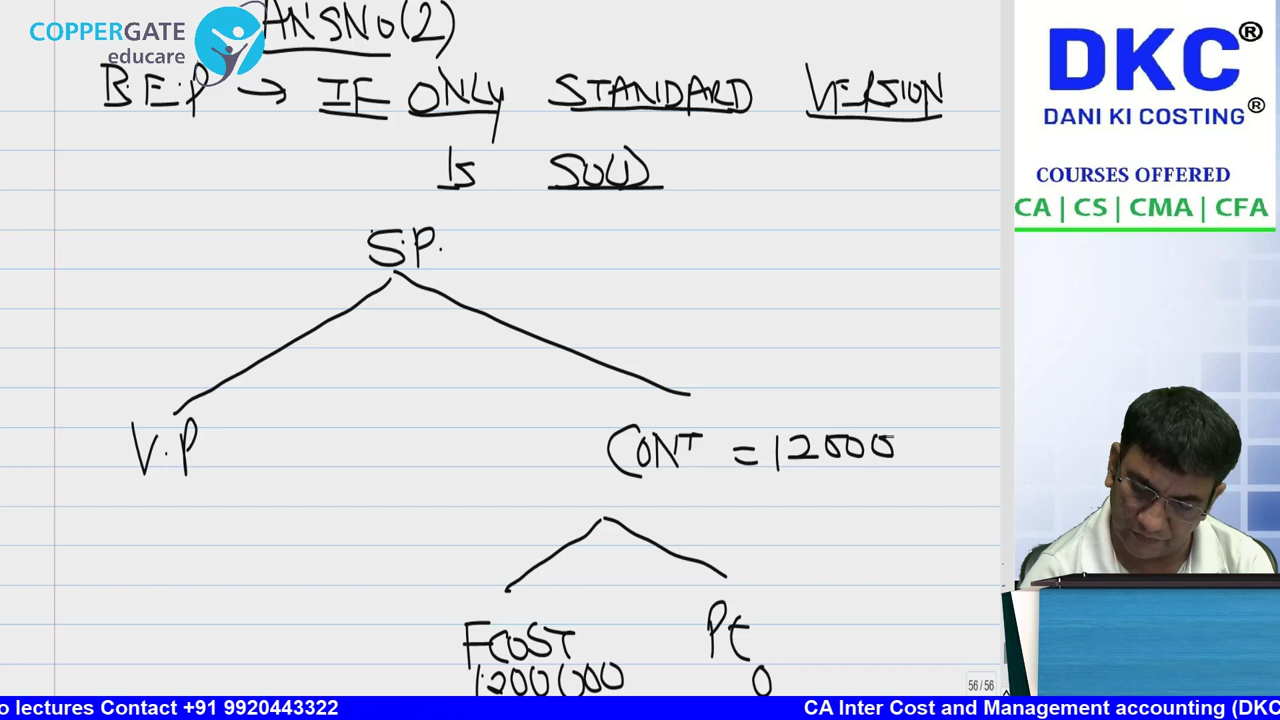 COPPERGATE
educare
ANSNO(2)
B.E.P → IF ONLY STANDARD VERSION
Is SOLD
S.P.
V.P
CONT = 12000
FCOST
1200000
Pt
0
56 / 56
DKC®
DANI KI COSTING®
COURSES OFFERED
CA | CS | CMA | CFA
o lectures Contact +91 9920443322
CA Inter Cost and Management accounting (DKC